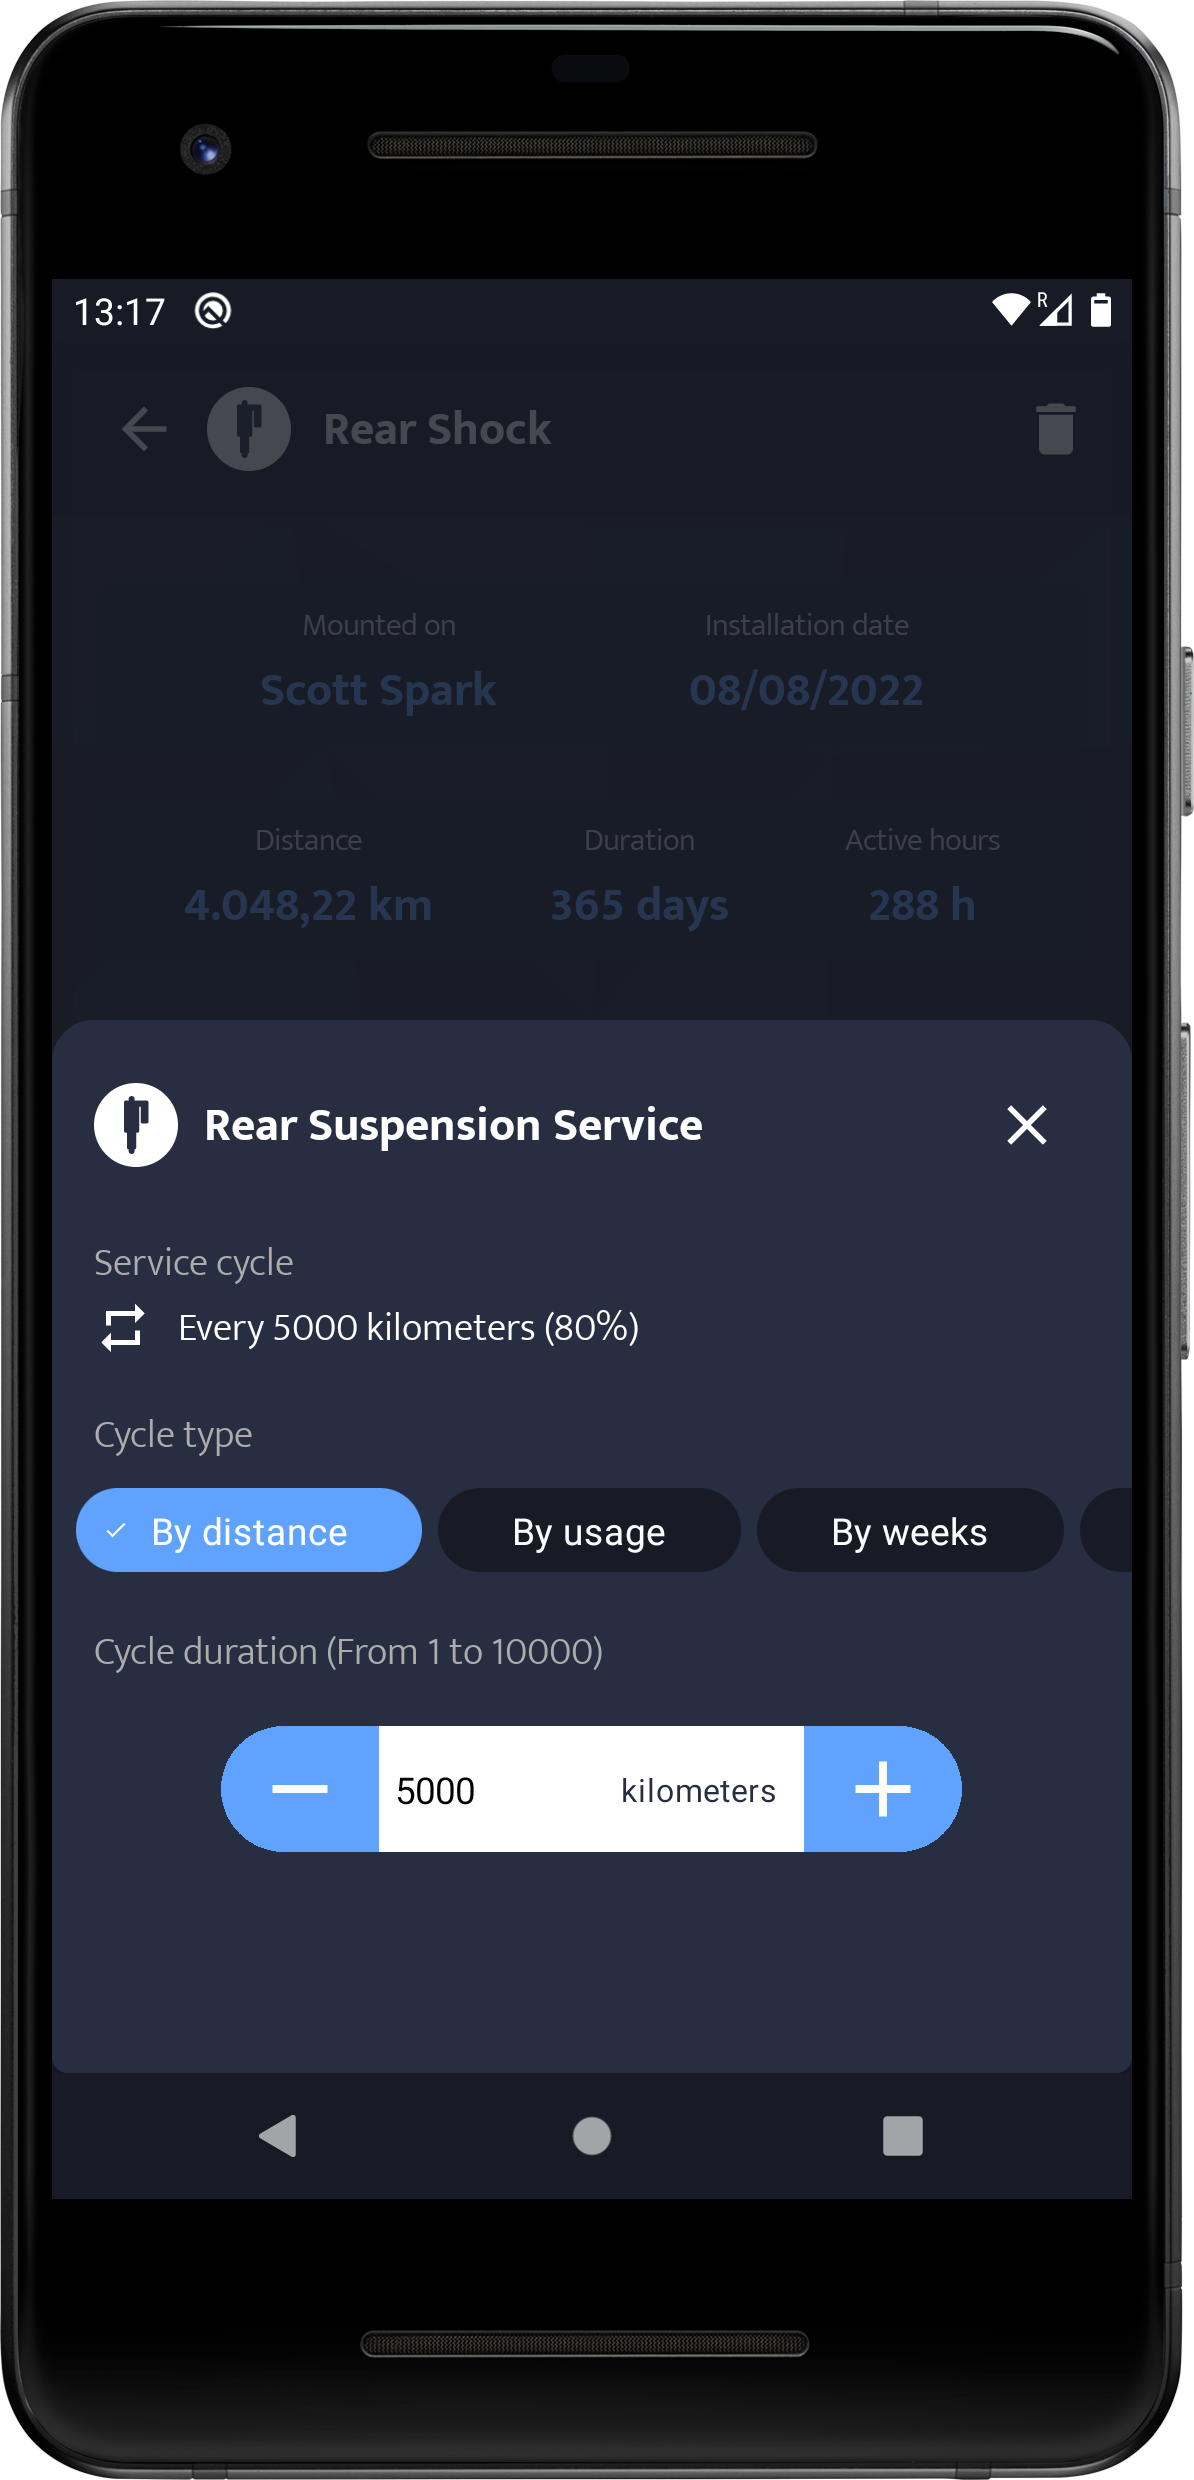 13:17
R
Rear Shock
Mounted on
Installation date
Scott Spark
08/08/2022
Distance
Duration
Active hours
4.048,22 km
365 days
288 h
Rear Suspension Service
Service cycle
Every 5000 kilometers (80%)
Cycle type
By distance
By usage
By weeks
Cycle duration (From 1 to 10000)
5000
kilometers